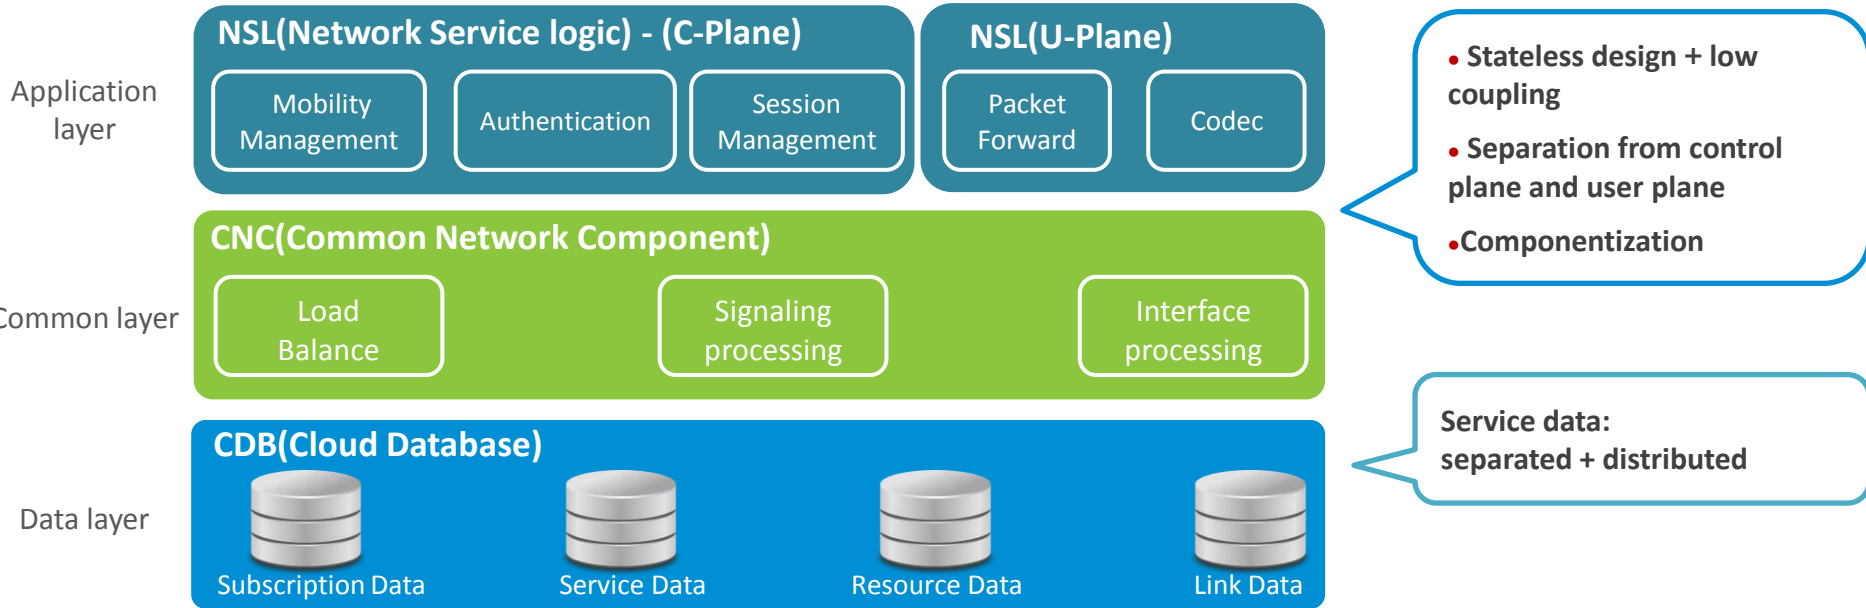 NSL(Network Service logic) - (C-Plane)
NSL(U-Plane)
Application
layer
Mobility
Management
Authentication
Session
Management
Packet
Forward
Codec
• Stateless design + low
coupling
• Separation from control
plane and user plane
•Componentization
CNC(Common Network Component)
Common layer
Load
Balance
Signaling
processing
Interface
processing
CDB(Cloud Database)
Data layer
Subscription Data
Service Data
Resource Data
Link Data
Service data:
separated + distributed